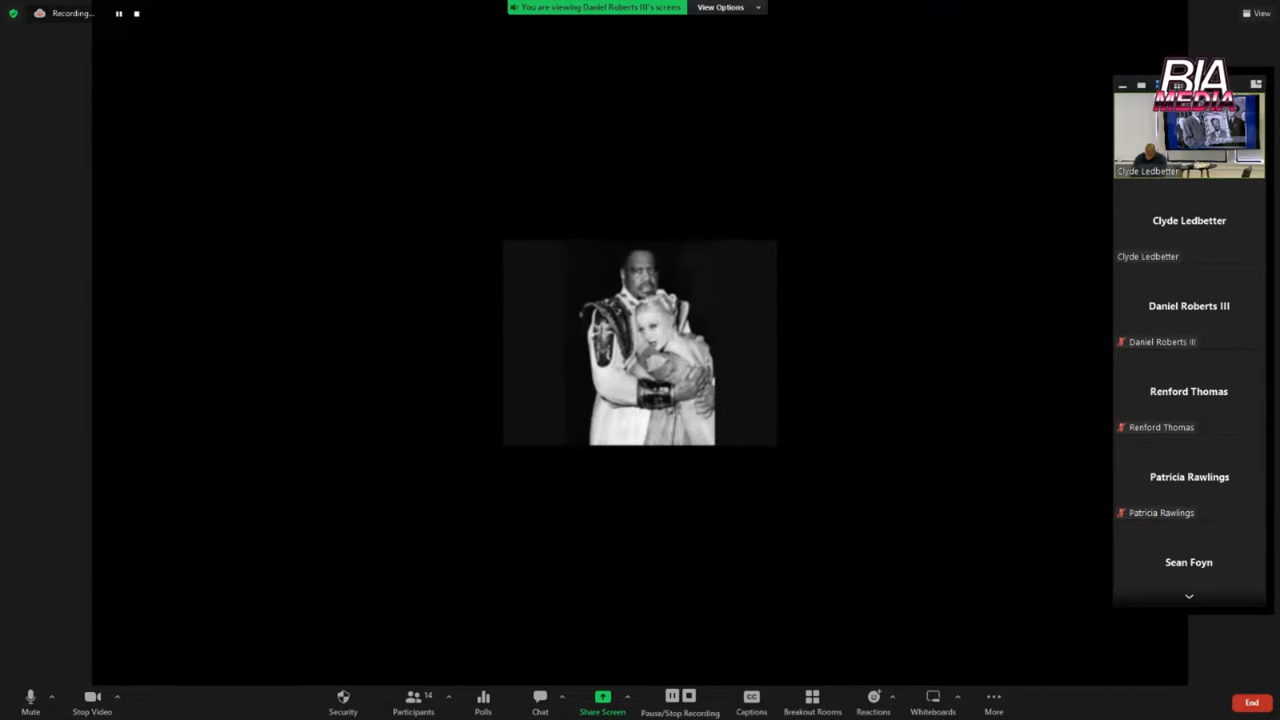 Recording...
You are viewing Daniel Roberts III's screen
View Options
View
BIA
MEDIA
Clyde Ledbetter
Clyde Ledbetter
Clyde Ledbetter
Daniel Roberts III
Daniel Roberts III
Renford Thomas
Renford Thomas
Patricia Rawlings
Patricia Rawlings
Sean Foyn
Mute
Stop Video
Security
Participants
14
Polls
Chat
Share Screen
Pause/Stop Recording
Captions
Breakout Rooms
Reactions
Whiteboards
More
End